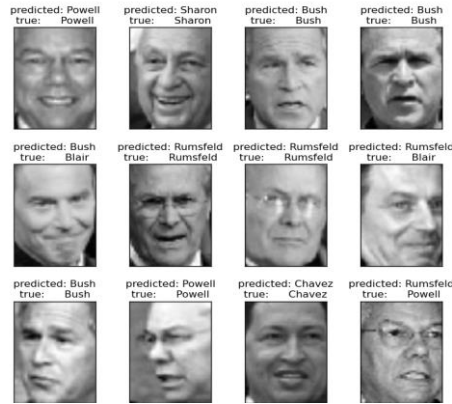 predicted: Powell
true: Powell
predicted: Sharon
true: Sharon
predicted: Bush
true: Bush
predicted: Bush
true: Bush
predicted: Bush
true: Blair
predicted: Rumsfeld
true: Rumsfeld
predicted: Rumsfeld
true: Rumsfeld
predicted: Rumsfeld
true: Blair
predicted: Bush
true: Bush
predicted: Powell
true: Powell
predicted: Chavez
true: Chavez
predicted: Rumsfeld
true: Powell